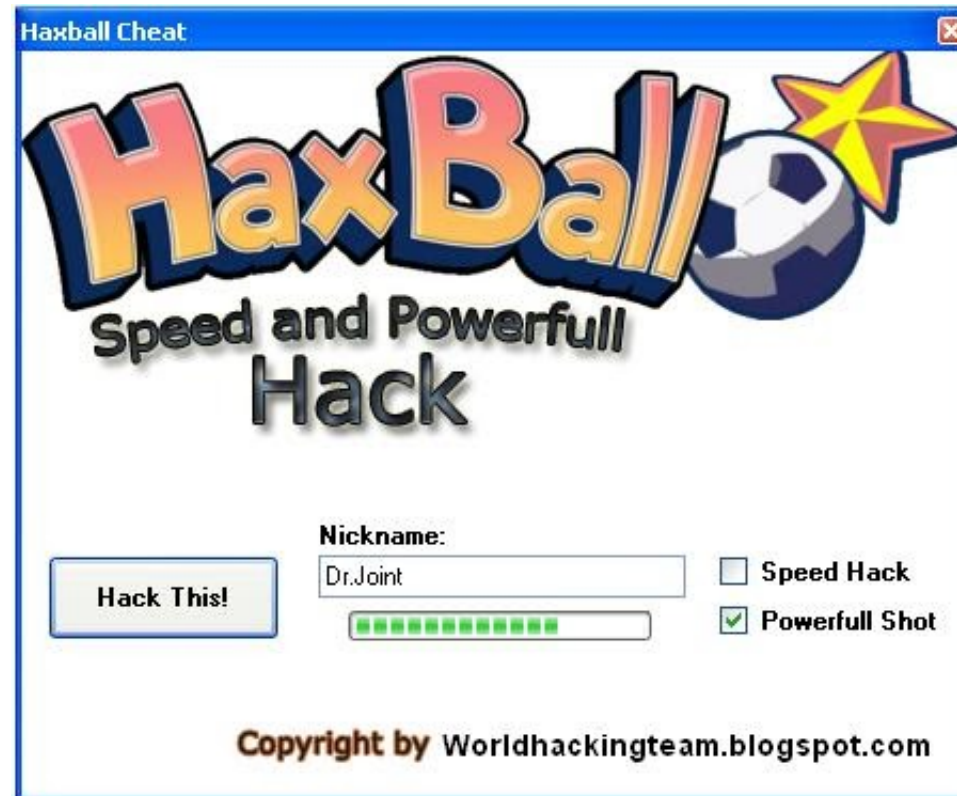 Haxball Cheat
HaxBall
Speed and Powerfull
Hack
Nickname:
Dr.Joint
Hack This!
Speed Hack
Powerfull Shot
Copyright by Worldhackingteam.blogspot.com